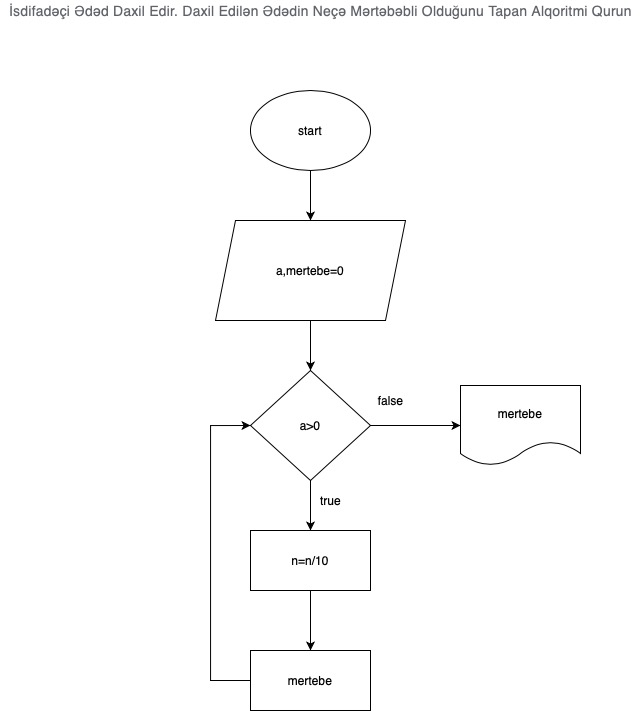 İsdifadəçi Ədəd Daxil Edir. Daxil Edilən Ədədin Neçə Mərtəbəbli Olduğunu Tapan Alqoritmi Qurun
start
a,mertebe=0
a>0
false
mertebe
true
n=n/10
mertebe